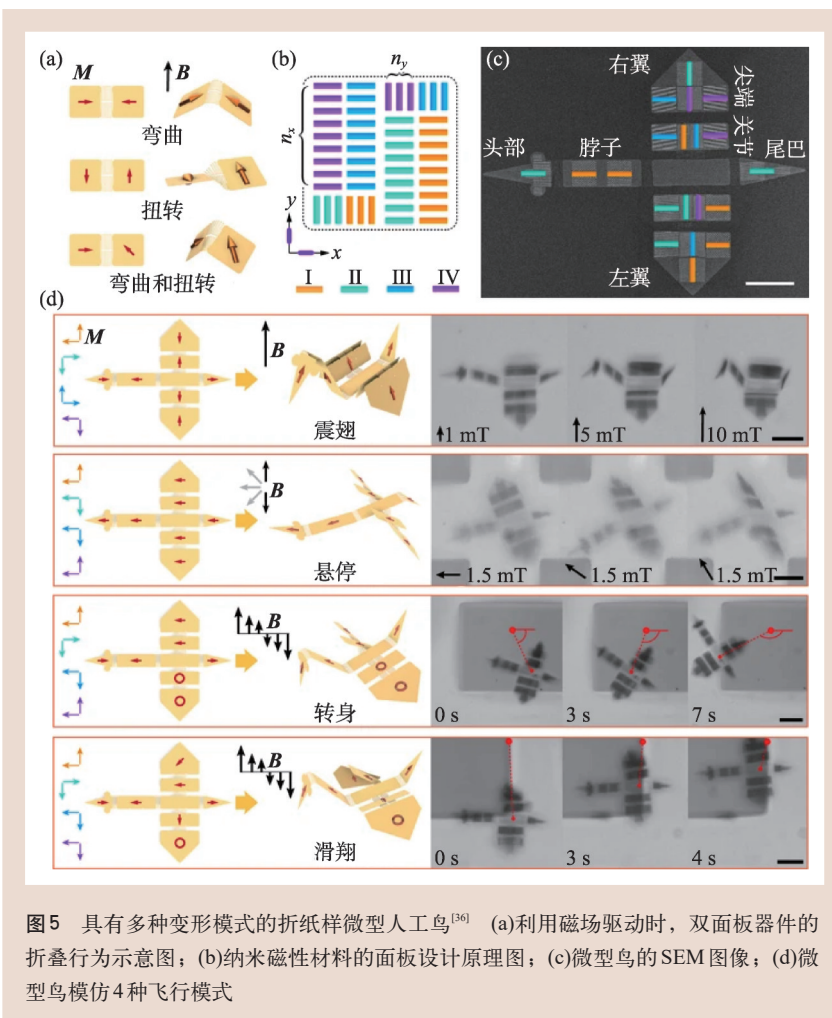 (a)
M
B
弯曲
扭转
弯曲和扭转
(b)
ny
nx
y
x
I
II
III
IV
(c)
右翼
尖端
关节
头部
脖子
尾巴
左翼
(d)
M
B
震翅
1 mT
5 mT
10 mT
B
悬停
1.5 mT
1.5 mT
1.5 mT
B
转身
0 s
3 s
7 s
B
滑翔
0 s
3 s
4 s
图5 具有多种变形模式的折纸样微型人工鸟[36] (a)利用磁场驱动时，双面板器件的
折叠行为示意图；(b)纳米磁性材料的面板设计原理图；(c)微型鸟的SEM图像；(d)微
型鸟模仿4种飞行模式